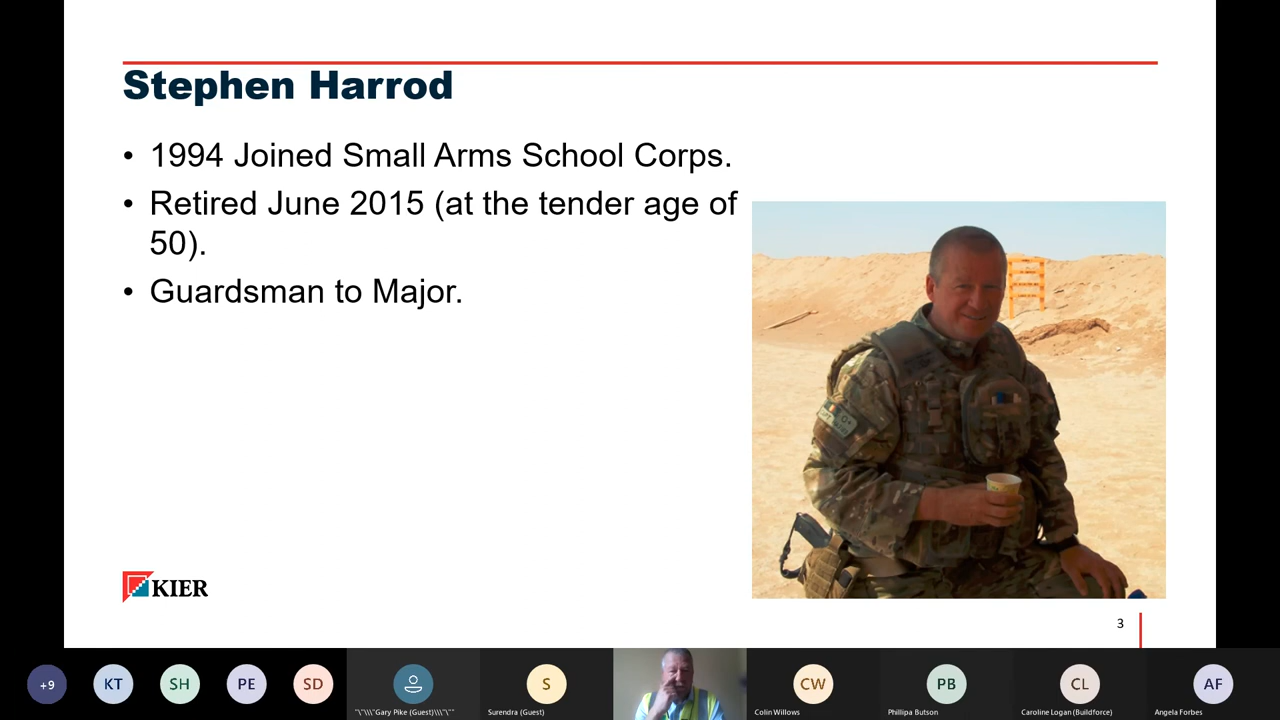 Stephen Harrod
• 1994 Joined Small Arms School Corps.
• Retired June 2015 (at the tender age of
50).
• Guardsman to Major.
KIER
3
+9
KT
SH
PE
SD
"\"\\\"Gary Pike (Guest)\\\"\""
S
Surendra (Guest)
CW
Colin Willows
PB
Phillipa Butson
CL
Caroline Logan (Buildforce)
AF
Angela Forbes